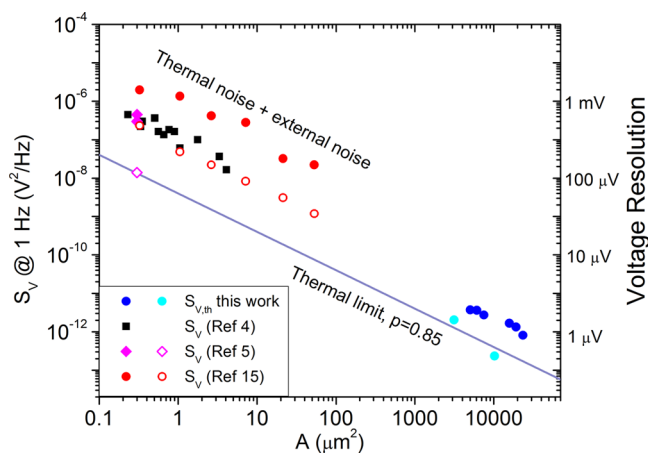 10⁻⁴
10⁻⁶
10⁻⁸
10⁻¹⁰
10⁻¹²
S_V @ 1 Hz (V²/Hz)
Thermal noise + external noise
Thermal limit, p=0.85
1 mV
100 μV
10 μV
1 μV
Voltage Resolution
S_V,th this work
S_V (Ref 4)
S_V (Ref 5)
S_V (Ref 15)
0.1 1 10 100 1000 10000
A (μm²)